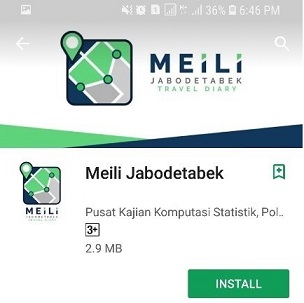 36% 6:46 PM
MEILI
JABODETABEK
TRAVEL DIARY
Meili Jabodetabek
MEILI
Pusat Kajian Komputasi Statistik, Pol..
3+
2.9 MB
INSTALL